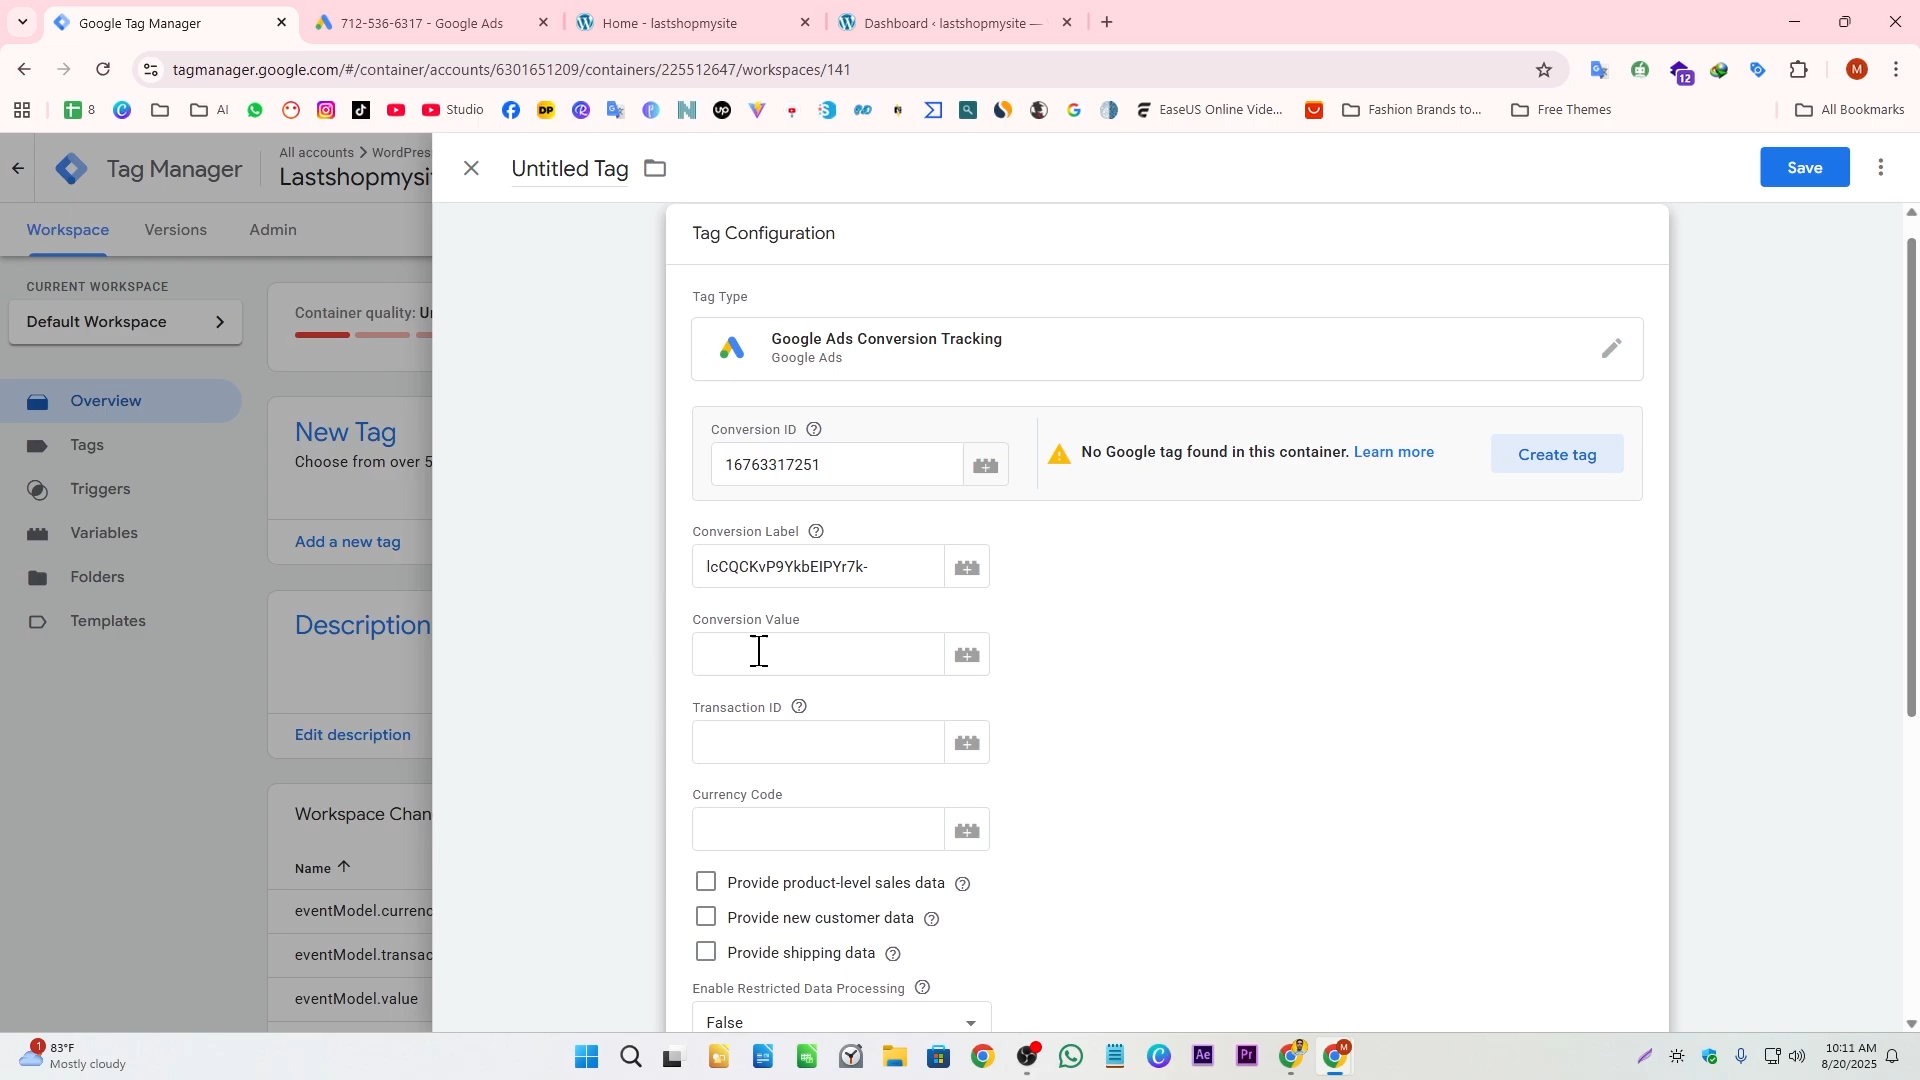 Google Tag Manager
712-536-6317 - Google Ads
Home - lastshopmysite
Dashboard ‹ lastshopmysite —
tagmanager.google.com/#/container/accounts/6301651209/containers/225512647/workspaces/141
12
M
8
AI
Studio
EaseUS Online Vide...
Fashion Brands to...
Free Themes
All Bookmarks
Tag Manager
All accounts > WordPres
Lastshopmysi
Untitled Tag
Save
Workspace
Versions
Admin
CURRENT WORKSPACE
Default Workspace
Overview
Tags
Triggers
Variables
Folders
Templates
Container quality: U
New Tag
Choose from over 5
Add a new tag
Description
Edit description
Workspace Chan
Name
eventModel.currenc
eventModel.transac
eventModel.value
Tag Configuration
Tag Type
Google Ads Conversion Tracking
Google Ads
Conversion ID
16763317251
No Google tag found in this container. Learn more
Create tag
Conversion Label
lcCQCKvP9YkbEIPYr7k-
Conversion Value
Transaction ID
Currency Code
Provide product-level sales data
Provide new customer data
Provide shipping data
Enable Restricted Data Processing
False
1
83°F
Mostly cloudy
Ae
Pr
M
10:11 AM
8/20/2025